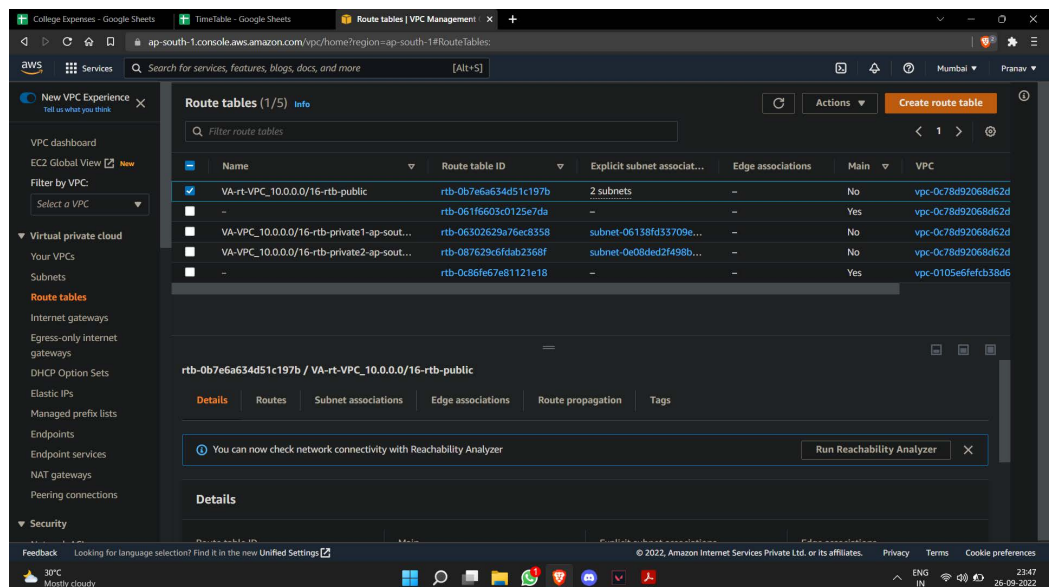 College Expenses - Google Sheets
TimeTable - Google Sheets
Route tables | VPC Management
ap-south-1.console.aws.amazon.com/vpc/home?region=ap-south-1#RouteTables:
aws
Services
Search for services, features, blogs, docs, and more
[Alt+S]
Mumbai
Pranav
New VPC Experience
Tell us what you think
Route tables (1/5) Info
Actions
Create route table
Filter route tables
1
VPC dashboard
EC2 Global View New
Filter by VPC:
Select a VPC
Virtual private cloud
Your VPCs
Subnets
Route tables
Internet gateways
Egress-only internet
gateways
DHCP Option Sets
Elastic IPs
Managed prefix lists
Endpoints
Endpoint services
NAT gateways
Peering connections
Security
Name Route table ID Explicit subnet associat... Edge associations Main VPC
VA-rt-VPC_10.0.0.0/16-rtb-public rtb-0b7e6a634d51c197b 2 subnets – No vpc-0c78d92068d62d
– rtb-061f6603c0125e7da – – Yes vpc-0c78d92068d62d
VA-VPC_10.0.0.0/16-rtb-private1-ap-sout... rtb-06302629a76ec8358 subnet-06138fd33709e... – No vpc-0c78d92068d62d
VA-VPC_10.0.0.0/16-rtb-private2-ap-sout... rtb-087629c6fdab2368f subnet-0e08ded2f498b... – No vpc-0c78d92068d62d
– rtb-0c86fe67e81121e18 – – Yes vpc-0105e6fefcb38d6
rtb-0b7e6a634d51c197b / VA-rt-VPC_10.0.0.0/16-rtb-public
Details Routes Subnet associations Edge associations Route propagation Tags
You can now check network connectivity with Reachability Analyzer
Run Reachability Analyzer
Details
Feedback Looking for language selection? Find it in the new Unified Settings
© 2022, Amazon Internet Services Private Ltd. or its affiliates. Privacy Terms Cookie preferences
30°C
Mostly cloudy
1
ENG
IN
23:47
26-09-2022